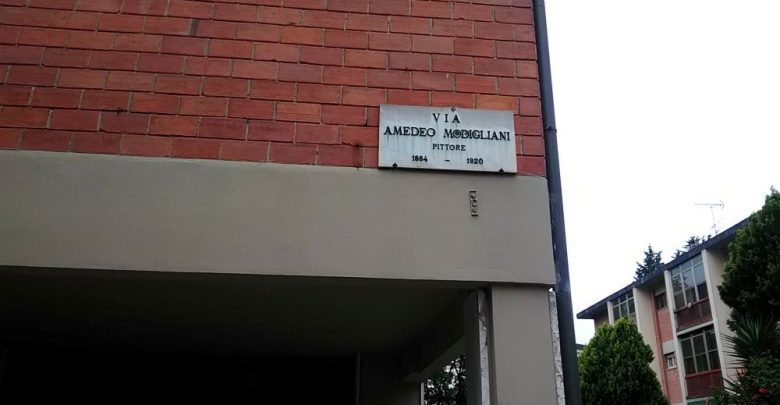 VIA
AMEDEO MODIGLIANI
PITTORE
1884 – 1920